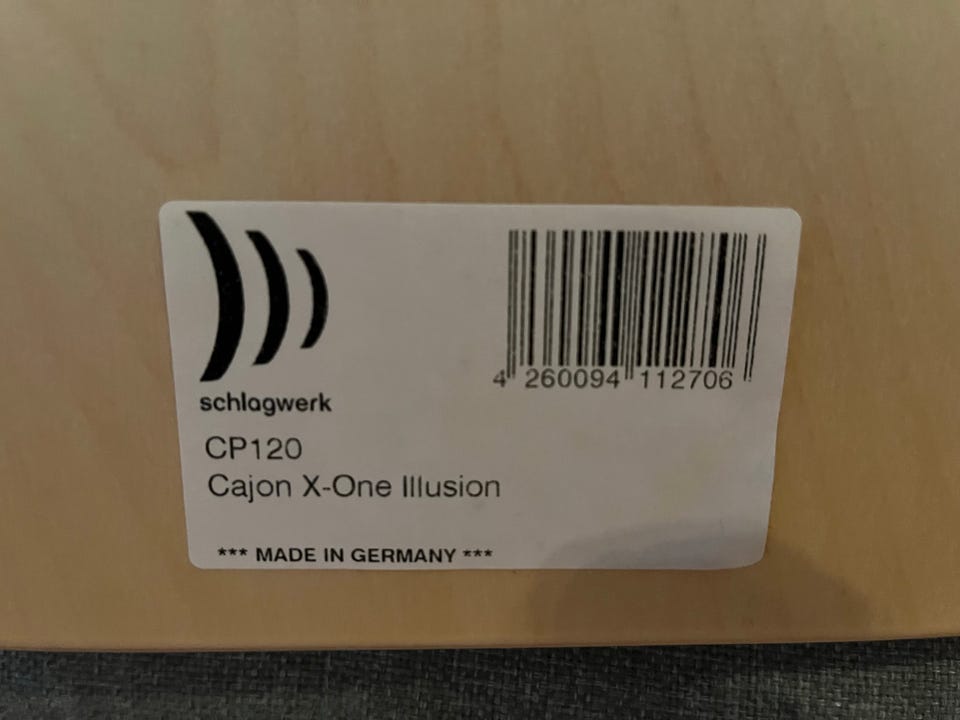 schlagwerk
4 260094 112706
CP120
Cajon X-One Illusion
*** MADE IN GERMANY ***